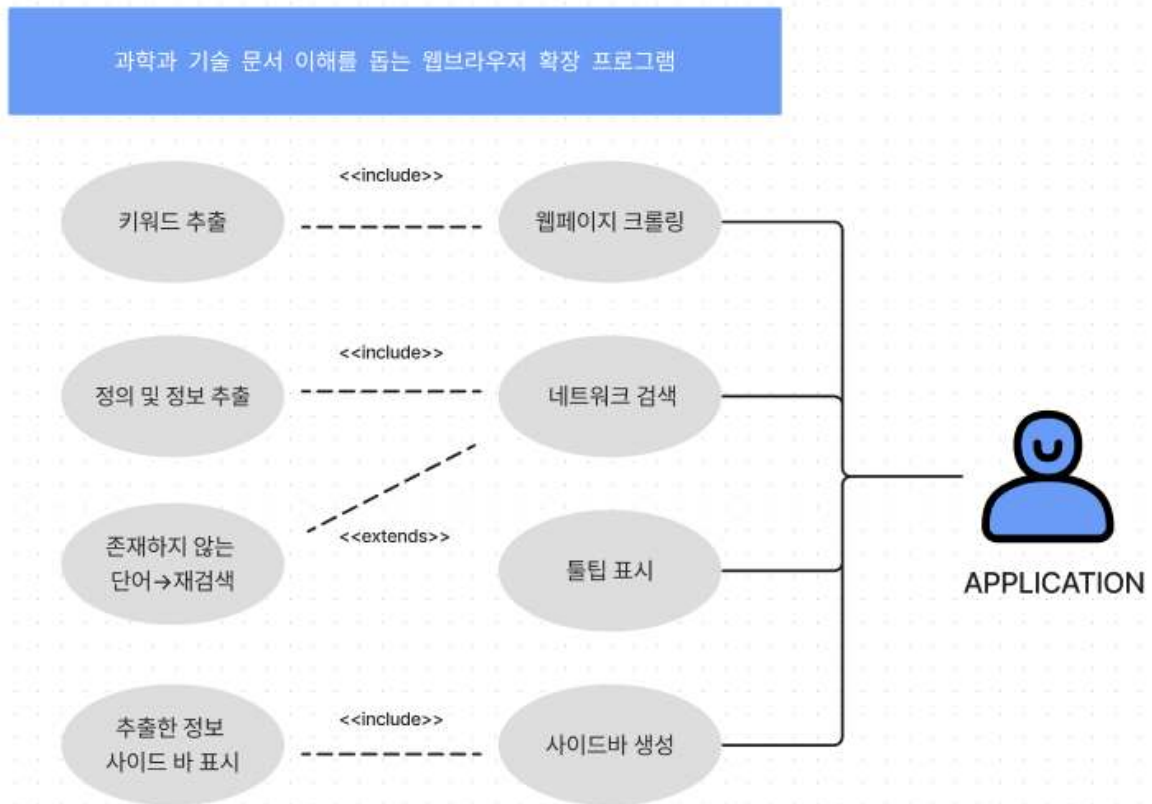 과학과 기술 문서 이해를 돕는 웹브라우저 확장 프로그램
<<include>>
키워드 추출
웹페이지 크롤링
<<include>>
정의 및 정보 추출
네트워크 검색
<<extends>>
존재하지 않는
단어→재검색
툴팁 표시
APPLICATION
<<include>>
추출한 정보
사이드 바 표시
사이드바 생성